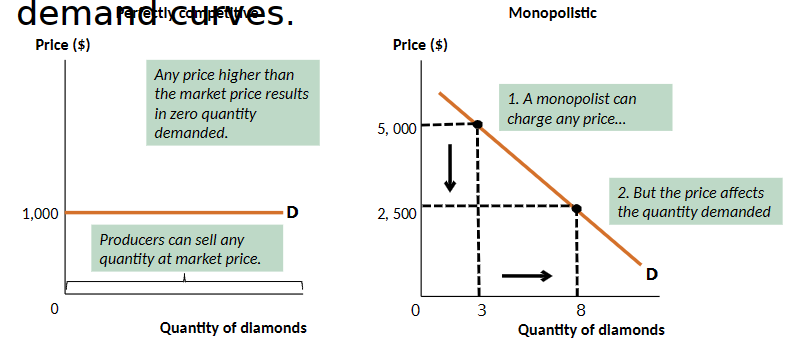 demand curves.
Perfectly competitive
Price ($)
Any price higher than
the market price results
in zero quantity
demanded.
1,000
D
Producers can sell any
quantity at market price.
0
Quantity of diamonds
Monopolistic
Price ($)
1. A monopolist can
charge any price...
5, 000
2. But the price affects
the quantity demanded
2, 500
D
0
3
8
Quantity of diamonds